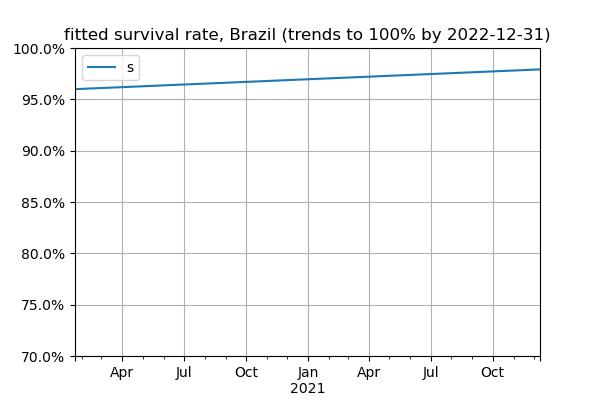 fitted survival rate, Brazil (trends to 100% by 2022-12-31)
100.0%
s
95.0%
90.0%
85.0%
80.0%
75.0%
70.0%
Apr Jul Oct Jan Apr Jul Oct
2021